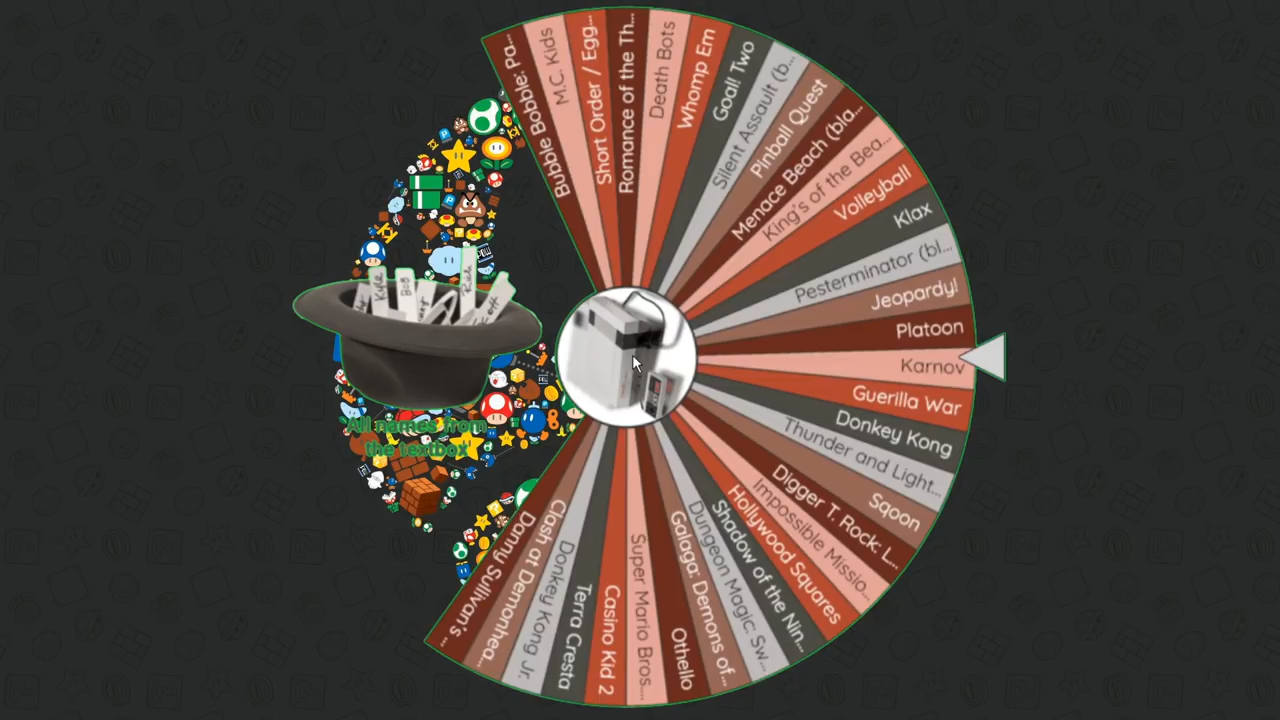 Bubble Bobble: Pa...
M.C. Kids
Short Order / Egg...
Romance of the Th...
Death Bots
Whomp Em
Goal! Two
Silent Assault (b...
Pinball Quest
Menace Beach (bla...
King's of the Bea...
Volleyball
Klax
Pesterminator (bl...
Jeopardy!
Platoon
Karnov
Guerilla War
Donkey Kong
Thunder and Light...
Sqoon
Digger T. Rock: L...
Impossible Missio...
Hollywood Squares
Shadow of the Nin...
Dungeon Magic: Sw...
Galaga: Demons of...
Othello
Super Mario Bros....
Casino Kid 2
Terra Cresta
Donkey Kong Jr.
Clash at Demonhea...
Danny Sullivan's ...
Kyle
Bob
Rich
All names from
the textbox